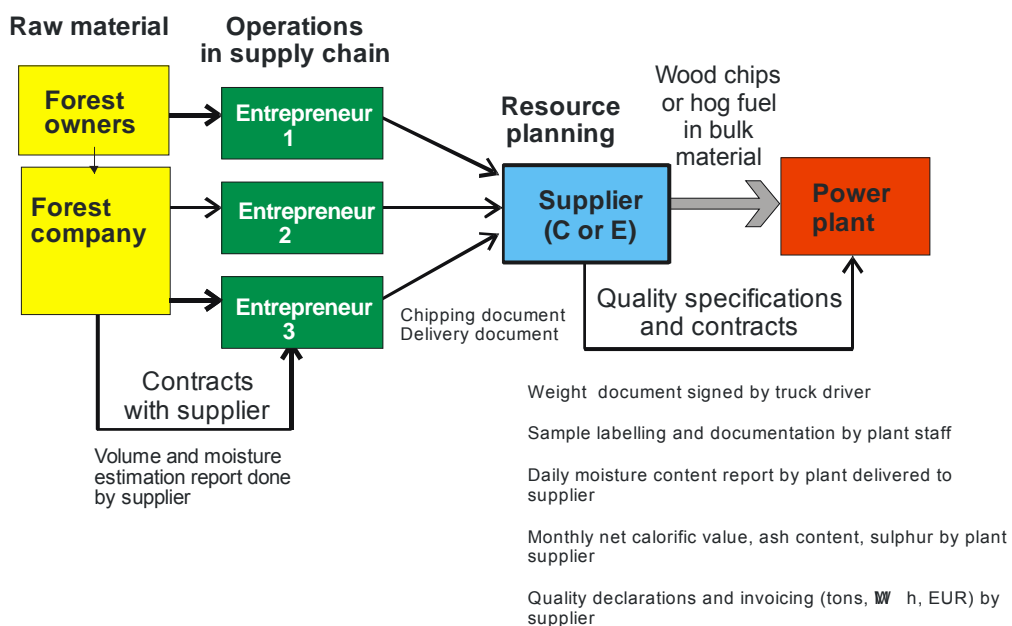 Raw material
Operations
in supply chain
Forest
owners
Entrepreneur
1
Resource
planning
Wood chips
or hog fuel
in bulk
material
Forest
company
Entrepreneur
2
Supplier
(C or E)
Power
plant
Entrepreneur
3
Chipping document
Delivery document
Quality specifications
and contracts
Contracts
with supplier
Volume and moisture
estimation report done
by supplier
Weight document signed by truck driver
Sample labelling and documentation by plant staff
Daily moisture content report by plant delivered to
supplier
Monthly net calorific value, ash content, sulphur by plant
supplier
Quality declarations and invoicing (tons, h, EUR) by
supplier